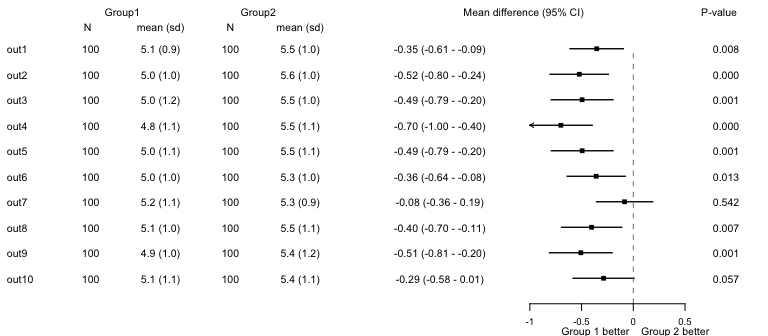 Group1 Group2 Mean difference (95% CI) P-value
N mean (sd) N mean (sd)
out1 100 5.1 (0.9) 100 5.5 (1.0) -0.35 (-0.61 - -0.09) 0.008
out2 100 5.0 (1.0) 100 5.6 (1.0) -0.52 (-0.80 - -0.24) 0.000
out3 100 5.0 (1.2) 100 5.5 (1.0) -0.49 (-0.79 - -0.20) 0.001
out4 100 4.8 (1.1) 100 5.5 (1.1) -0.70 (-1.00 - -0.40) 0.000
out5 100 5.0 (1.1) 100 5.5 (1.1) -0.49 (-0.79 - -0.20) 0.001
out6 100 5.0 (1.0) 100 5.3 (1.0) -0.36 (-0.64 - -0.08) 0.013
out7 100 5.2 (1.1) 100 5.3 (0.9) -0.08 (-0.36 - 0.19) 0.542
out8 100 5.1 (1.0) 100 5.5 (1.1) -0.40 (-0.70 - -0.11) 0.007
out9 100 4.9 (1.0) 100 5.4 (1.2) -0.51 (-0.81 - -0.20) 0.001
out10 100 5.1 (1.1) 100 5.4 (1.1) -0.29 (-0.58 - 0.01) 0.057
-1 -0.5 0 0.5
Group 1 better Group 2 better